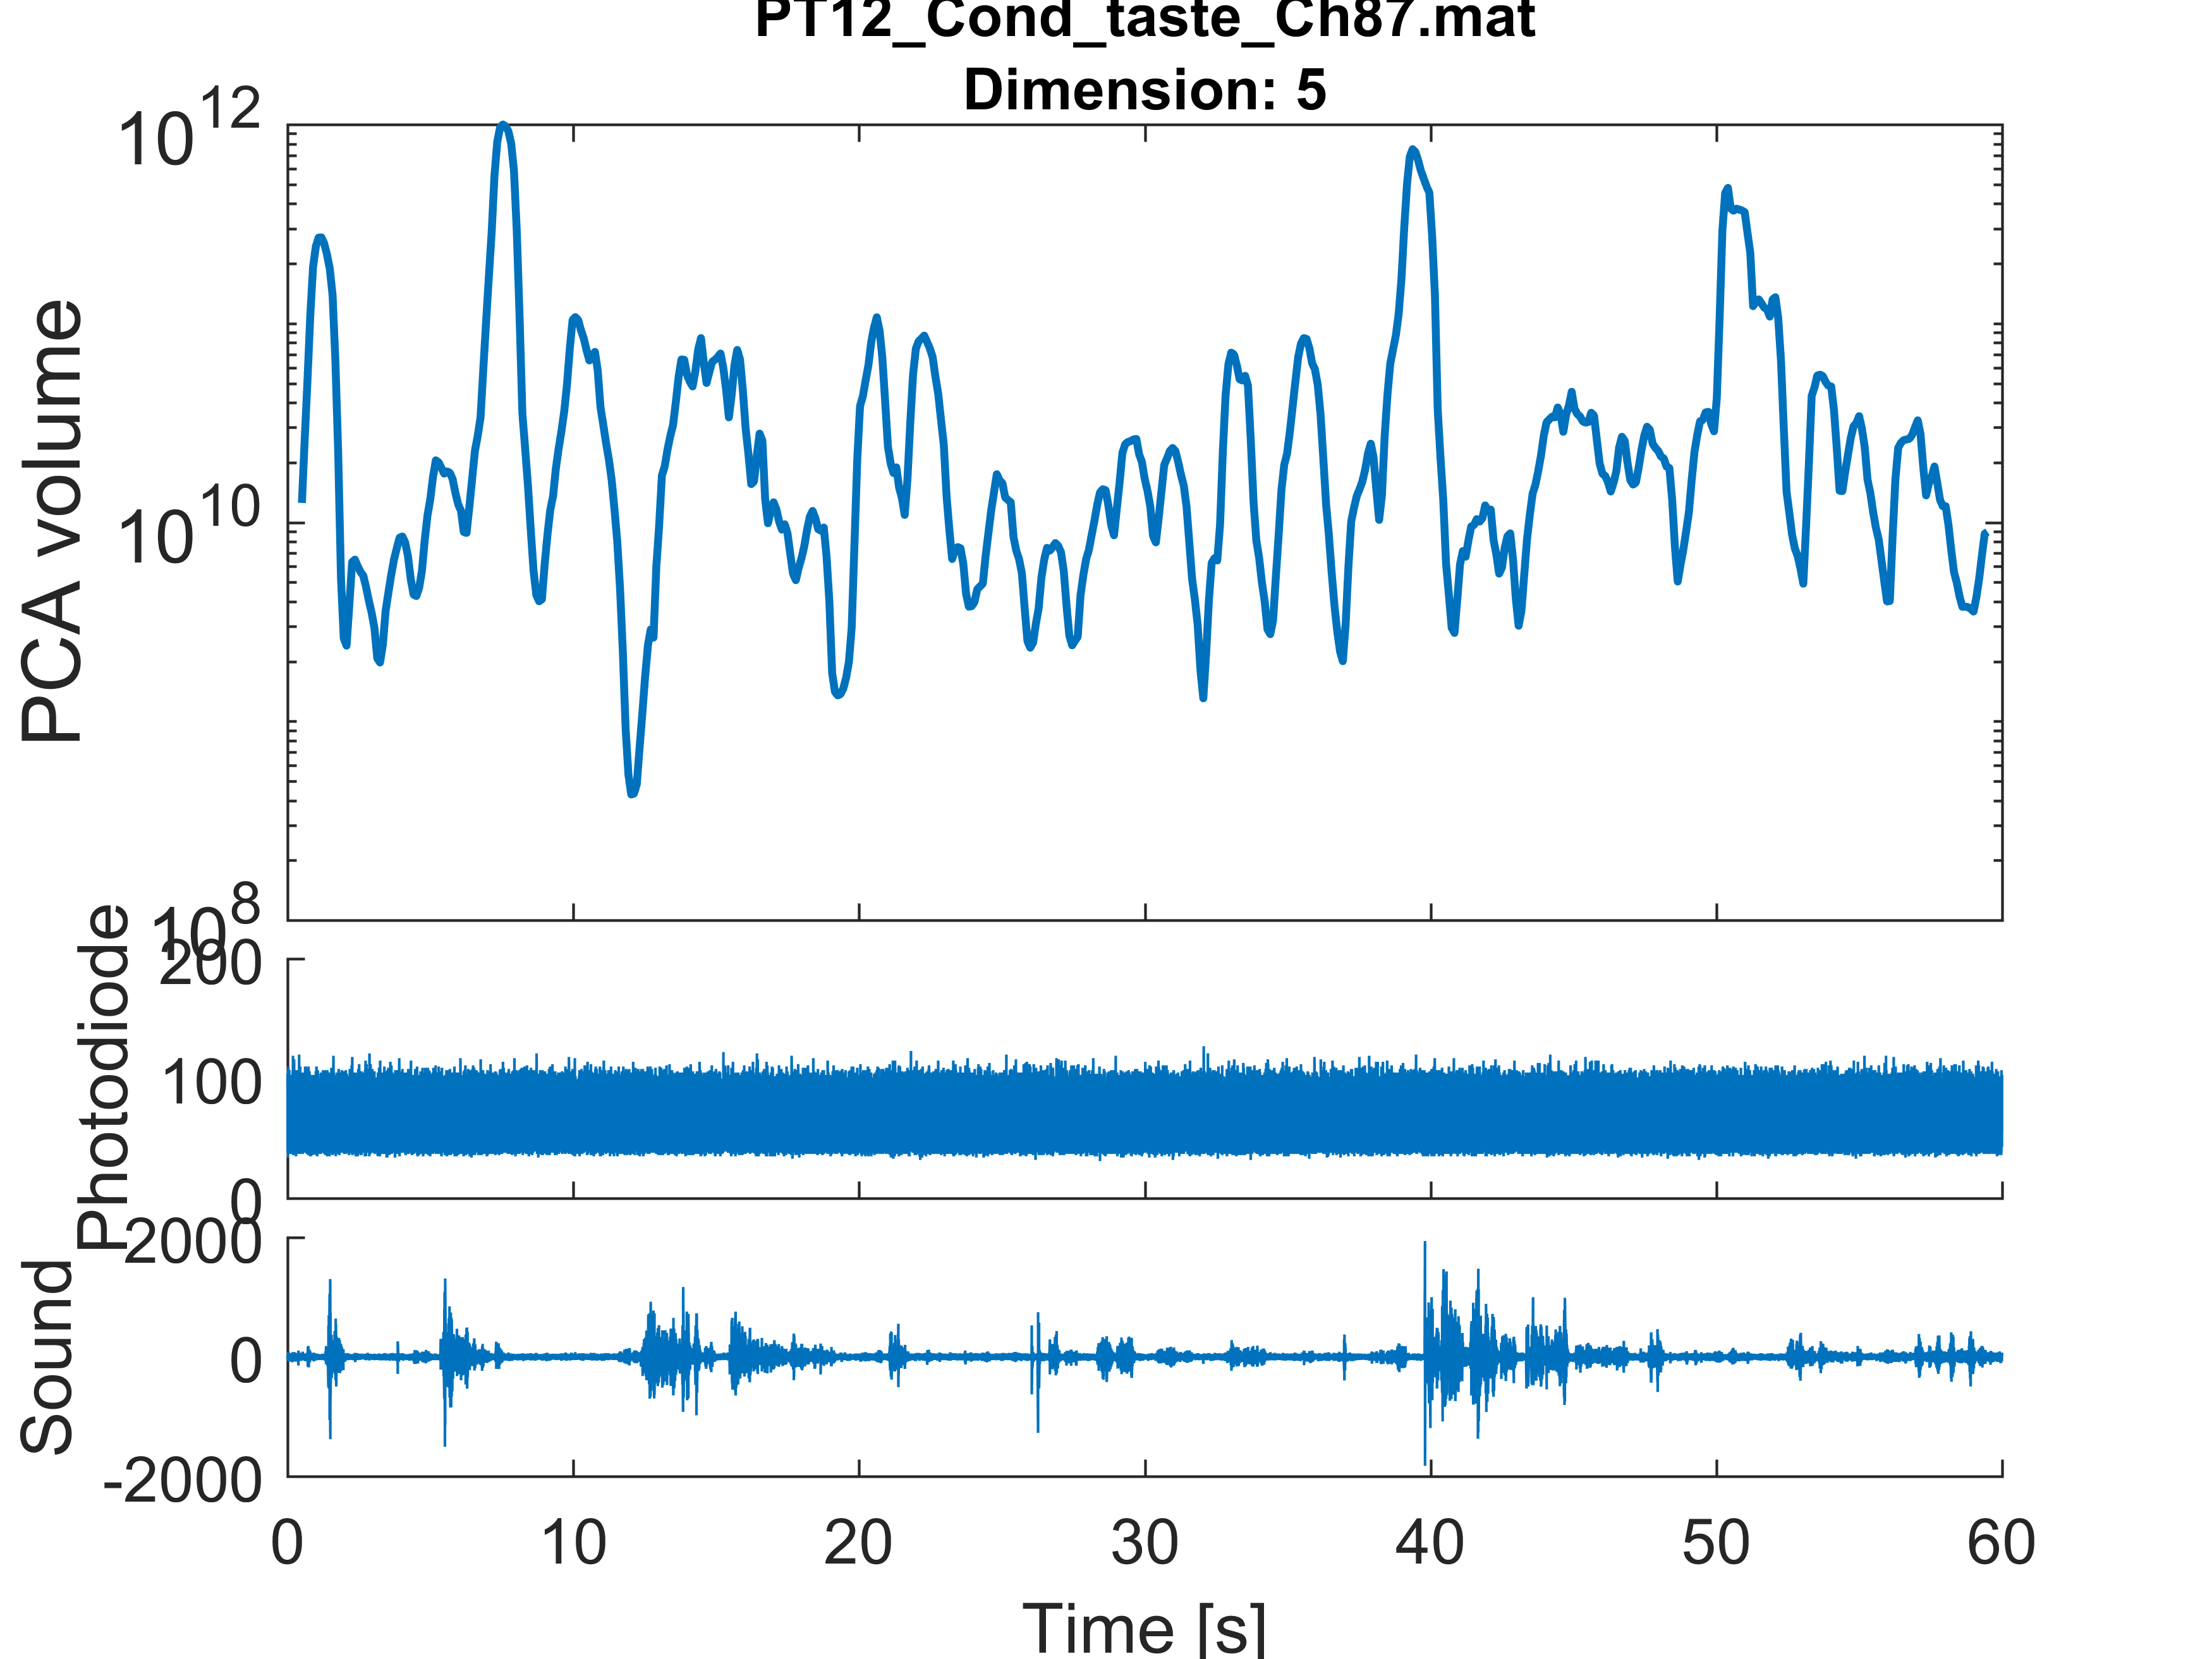 PT12_Cond_taste_Ch87.mat
Dimension: 5
10^12
10^10
10^8
PCA volume
200
100
0
Photodiode
2000
0
-2000
Sound
0 10 20 30 40 50 60
Time [s]